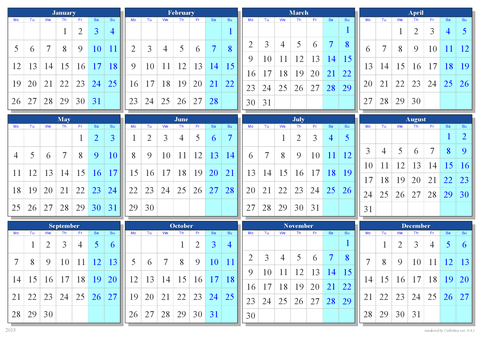 January
Mo Tu We Th Fr Sa Su
1 2 3 4
5 6 7 8 9 10 11
12 13 14 15 16 17 18
19 20 21 22 23 24 25
26 27 28 29 30 31
February
Mo Tu We Th Fr Sa Su
1
2 3 4 5 6 7 8
9 10 11 12 13 14 15
16 17 18 19 20 21 22
23 24 25 26 27 28
March
Mo Tu We Th Fr Sa Su
1
2 3 4 5 6 7 8
9 10 11 12 13 14 15
16 17 18 19 20 21 22
23 24 25 26 27 28 29
30 31
April
Mo Tu We Th Fr Sa Su
1 2 3 4 5
6 7 8 9 10 11 12
13 14 15 16 17 18 19
20 21 22 23 24 25 26
27 28 29 30
May
Mo Tu We Th Fr Sa Su
1 2 3
4 5 6 7 8 9 10
11 12 13 14 15 16 17
18 19 20 21 22 23 24
25 26 27 28 29 30 31
June
Mo Tu We Th Fr Sa Su
1 2 3 4 5 6 7
8 9 10 11 12 13 14
15 16 17 18 19 20 21
22 23 24 25 26 27 28
29 30
July
Mo Tu We Th Fr Sa Su
1 2 3 4 5
6 7 8 9 10 11 12
13 14 15 16 17 18 19
20 21 22 23 24 25 26
27 28 29 30 31
August
Mo Tu We Th Fr Sa Su
1 2
3 4 5 6 7 8 9
10 11 12 13 14 15 16
17 18 19 20 21 22 23
24 25 26 27 28 29 30
31
September
Mo Tu We Th Fr Sa Su
1 2 3 4 5 6
7 8 9 10 11 12 13
14 15 16 17 18 19 20
21 22 23 24 25 26 27
28 29 30
October
Mo Tu We Th Fr Sa Su
1 2 3 4
5 6 7 8 9 10 11
12 13 14 15 16 17 18
19 20 21 22 23 24 25
26 27 28 29 30 31
November
Mo Tu We Th Fr Sa Su
1
2 3 4 5 6 7 8
9 10 11 12 13 14 15
16 17 18 19 20 21 22
23 24 25 26 27 28 29
30
December
Mo Tu We Th Fr Sa Su
1 2 3 4 5 6
7 8 9 10 11 12 13
14 15 16 17 18 19 20
21 22 23 24 25 26 27
28 29 30 31